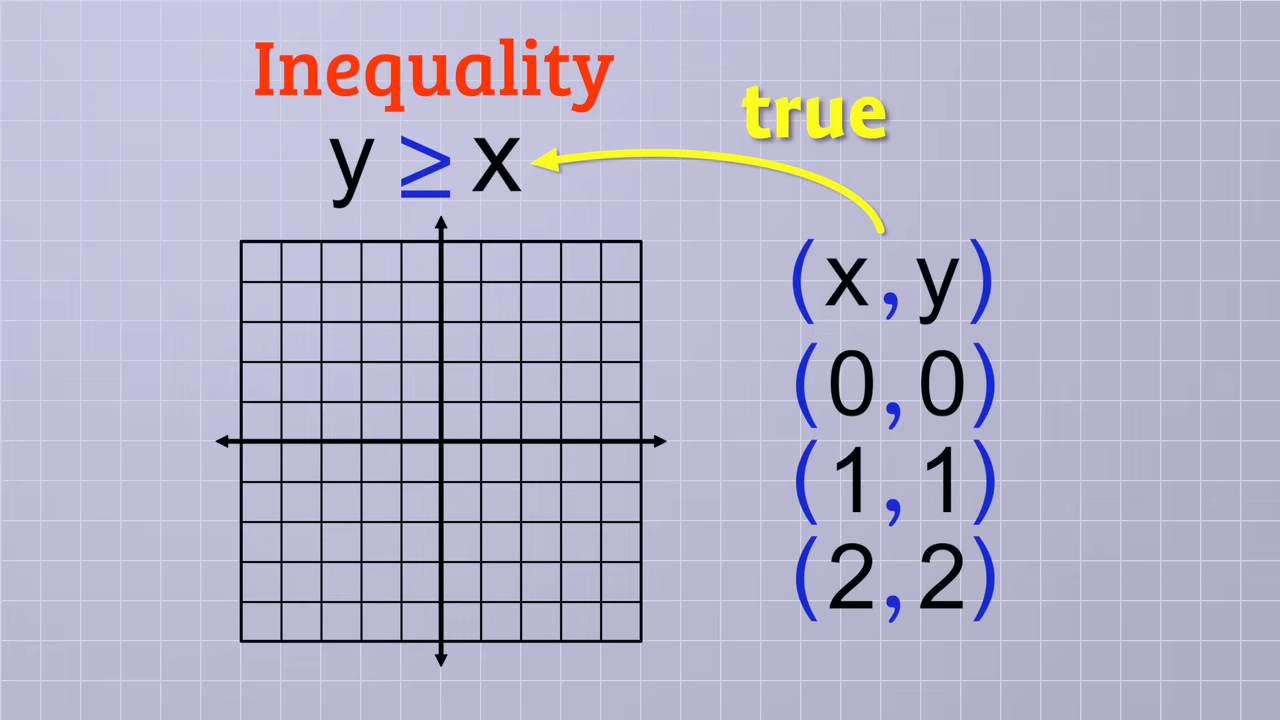 Inequality
true
y ≥ x
(x, y)
(0, 0)
(1, 1)
(2, 2)